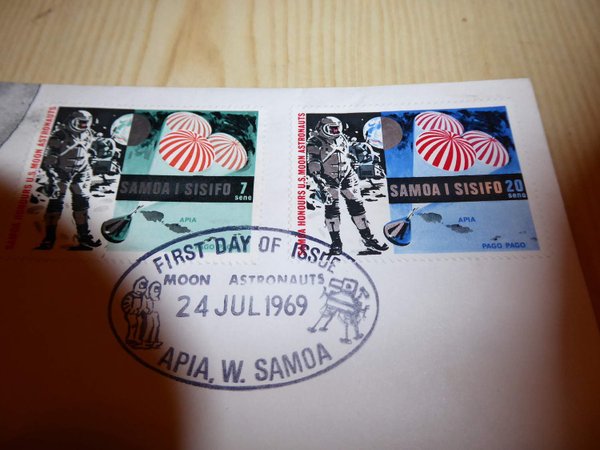 SAMOA HONOURS U.S. MOON ASTRONAUTS
SAMOA I SISIFO 7
sene
APIA
PAGO
SAMOA HONOURS U.S. MOON ASTRONAUTS
SAMOA I SISIFO 20
sene
APIA
PAGO PAGO
FIRST DAY OF ISSUE
MOON ASTRONAUTS
24 JUL 1969
APIA, W. SAMOA